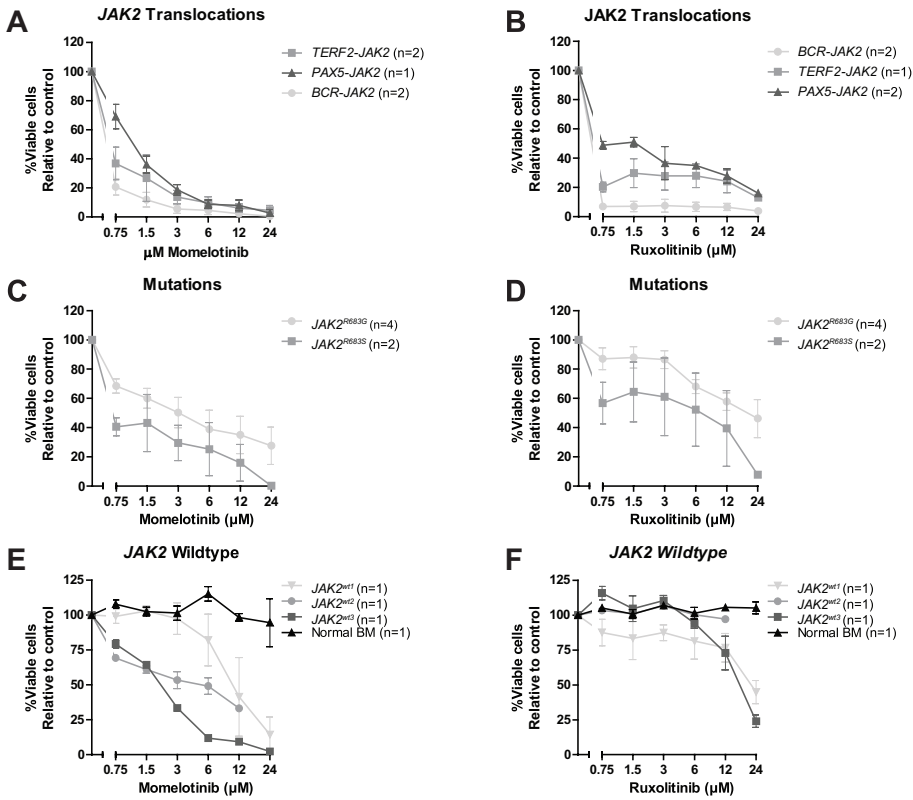 A
JAK2 Translocations
120
100
80
60
40
20
0
%Viable cells
Relative to control
0.75 1.5 3 6 12 24
µM Momelotinib
TERF2-JAK2 (n=2)
PAX5-JAK2 (n=1)
BCR-JAK2 (n=2)
B
JAK2 Translocations
120
100
80
60
40
20
0
%Viable cells
Relative to control
0.75 1.5 3 6 12 24
Ruxolitinib (µM)
BCR-JAK2 (n=2)
TERF2-JAK2 (n=1)
PAX5-JAK2 (n=2)
C
Mutations
120
100
80
60
40
20
0
%Viable cells
Relative to control
0.75 1.5 3 6 12 24
Momelotinib (µM)
JAK2R683G (n=4)
JAK2R683S (n=2)
D
Mutations
120
100
80
60
40
20
0
%Viable cells
Relative to control
0.75 1.5 3 6 12 24
Ruxolitinib (µM)
JAK2R683G (n=4)
JAK2R683S (n=2)
E
JAK2 Wildtype
125
100
75
50
25
0
%Viable cells
Relative to control
0.75 1.5 3 6 12 24
Momelotinib (µM)
JAK2wt1 (n=1)
JAK2wt2 (n=1)
JAK2wt3 (n=1)
Normal BM (n=1)
F
JAK2 Wildtype
125
100
75
50
25
0
%Viable cells
Relative to control
0.75 1.5 3 6 12 24
Ruxolitinib (µM)
JAK2wt1 (n=1)
JAK2wt2 (n=1)
JAK2wt3 (n=1)
Normal BM (n=1)